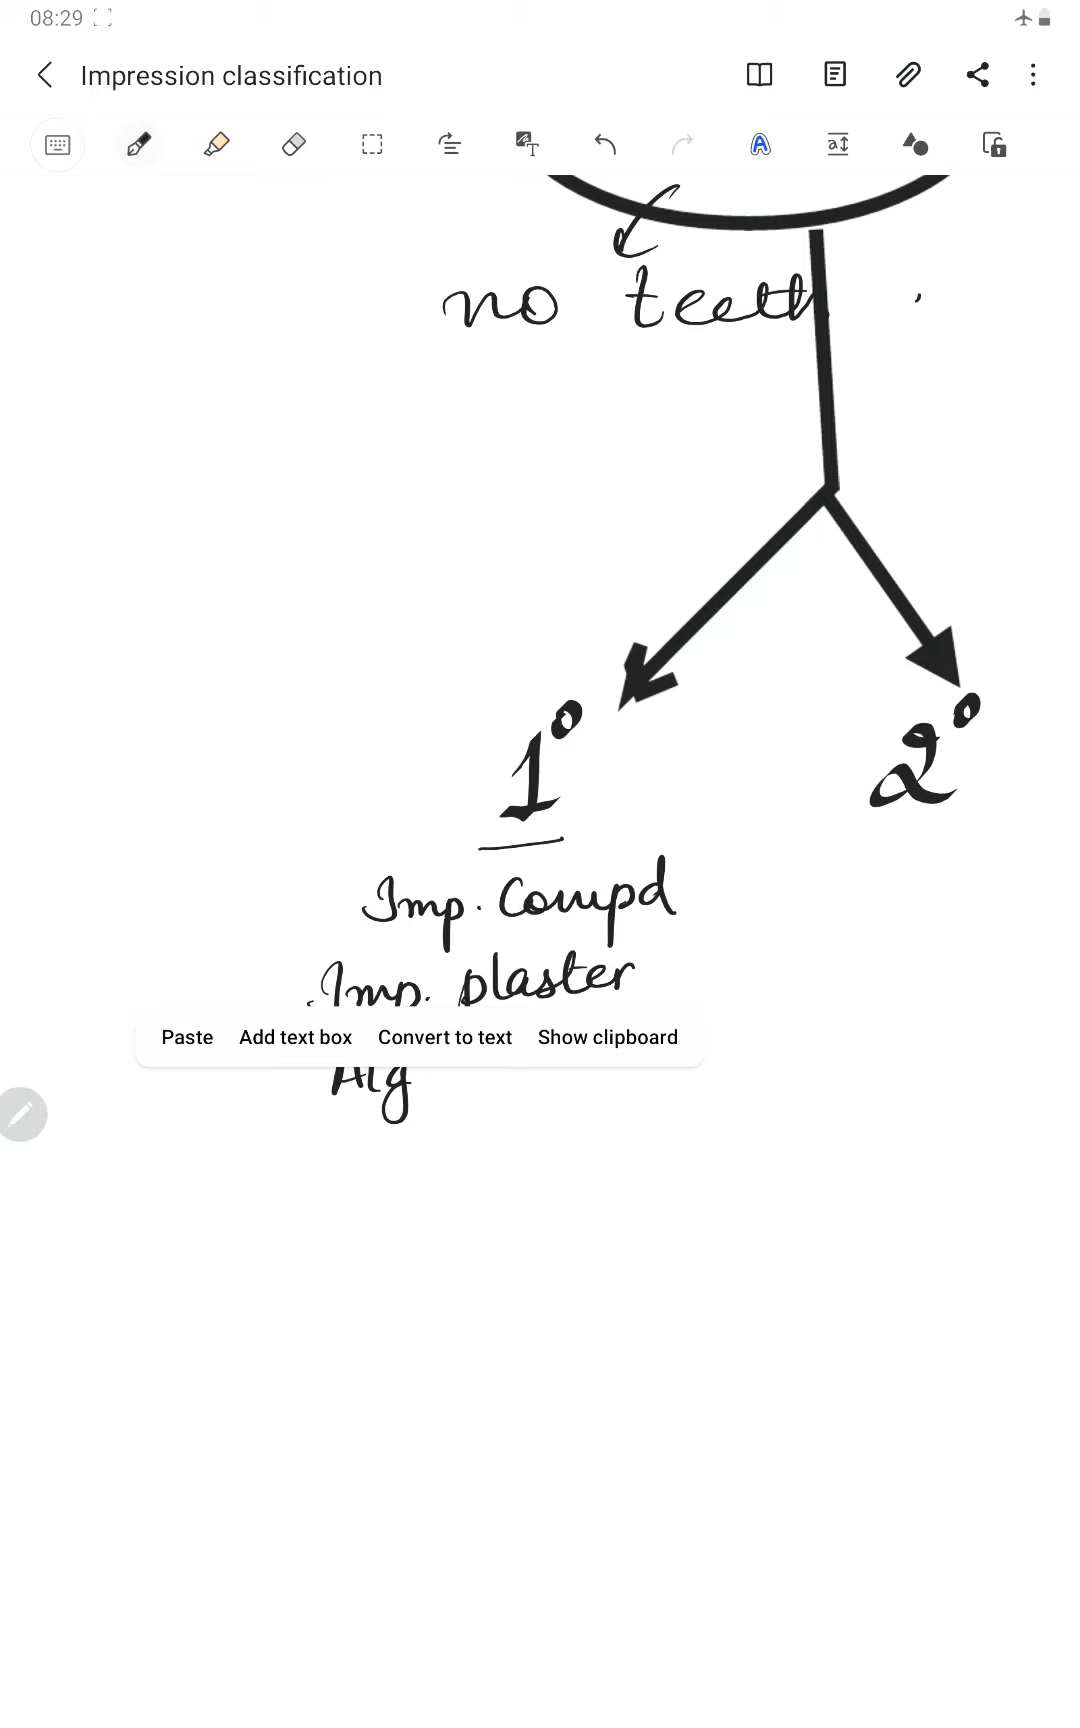 08:29
Impression classification
no teeth
1° 2°
Imp. Compd
Imp. plaster
Paste Add text box Convert to text Show clipboard
Alg